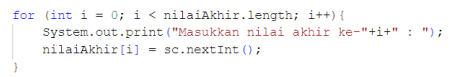 for (int i = 0; i < nilaiAkhir.length; i++){
    System.out.print("Masukkan nilai akhir ke-"+i+" : ");
    nilaiAkhir[i] = sc.nextInt();
}